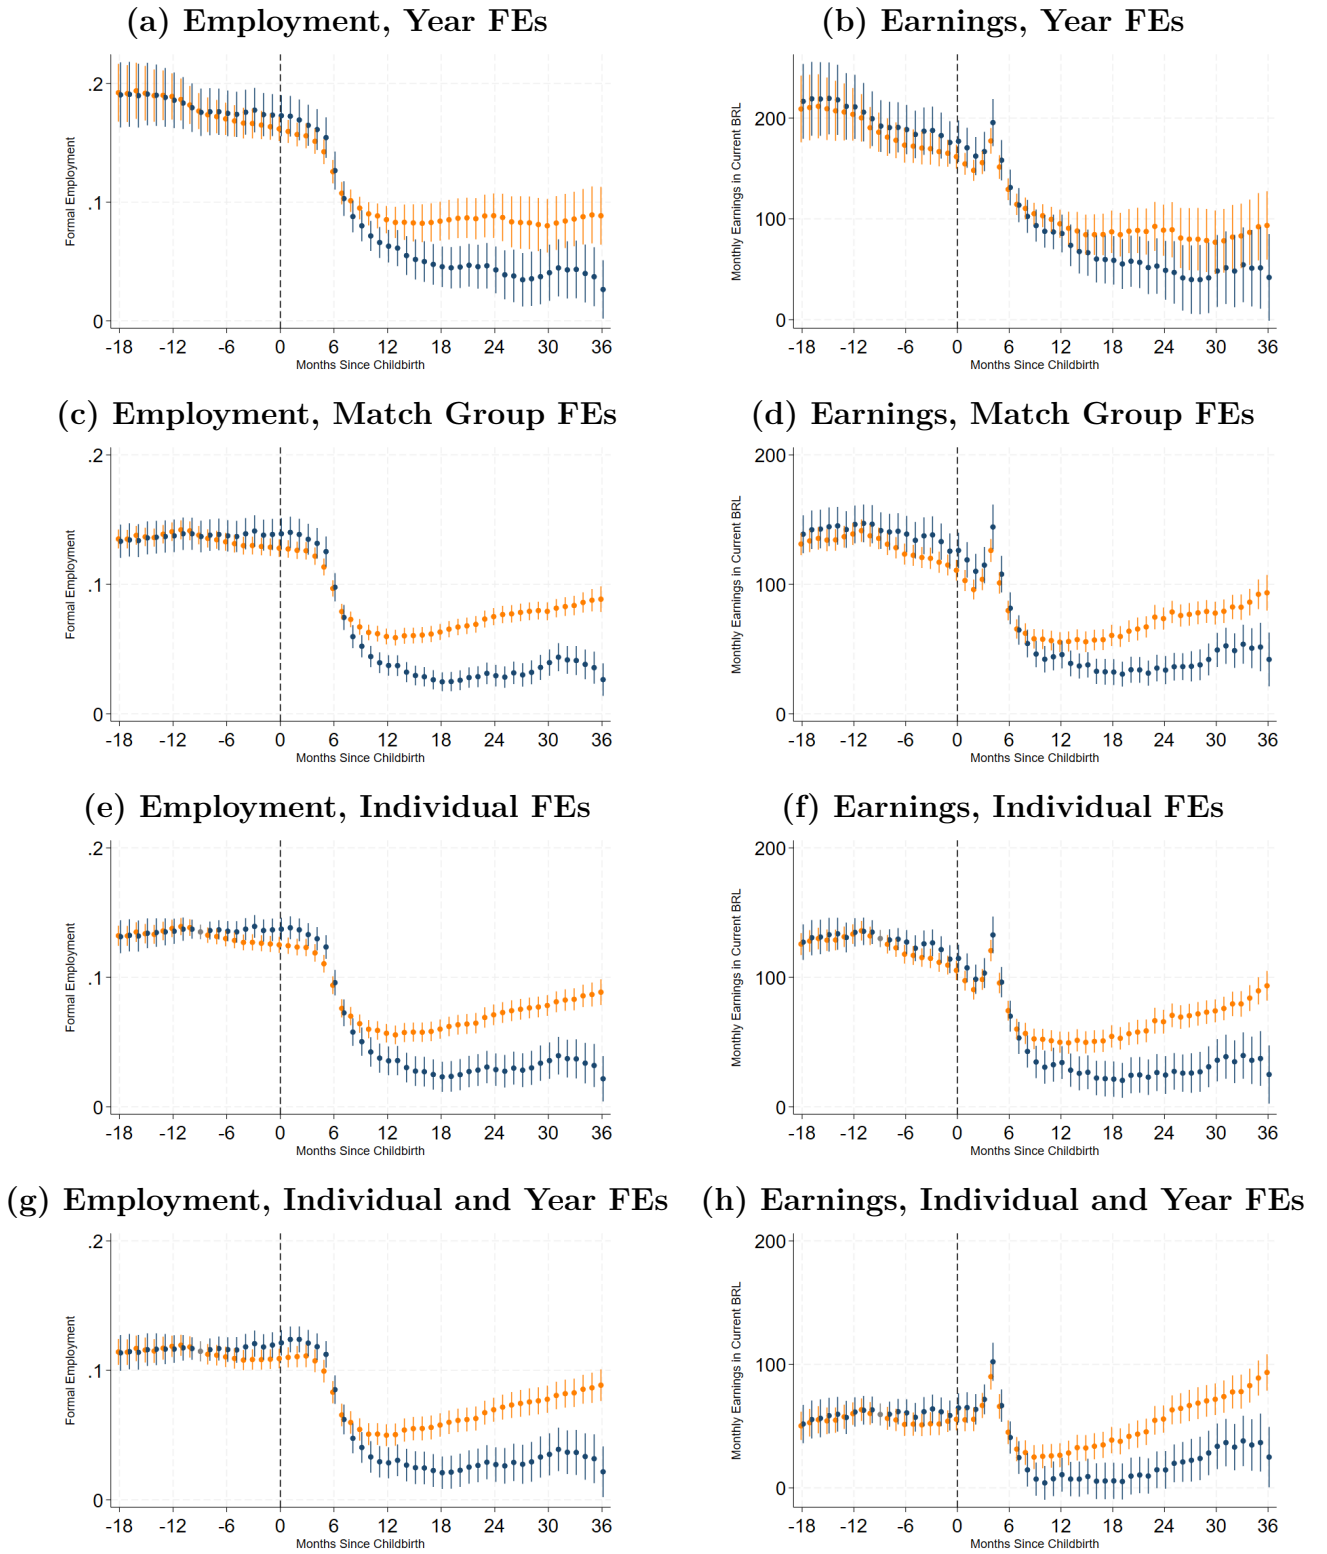 (a) Employment, Year FEs
Formal Employment
.2
.1
0
-18 -12 -6 0 6 12 18 24 30 36
Months Since Childbirth
(b) Earnings, Year FEs
Monthly Earnings in Current BRL
200
100
0
-18 -12 -6 0 6 12 18 24 30 36
Months Since Childbirth
(c) Employment, Match Group FEs
Formal Employment
.2
.1
0
-18 -12 -6 0 6 12 18 24 30 36
Months Since Childbirth
(d) Earnings, Match Group FEs
Monthly Earnings in Current BRL
200
100
0
-18 -12 -6 0 6 12 18 24 30 36
Months Since Childbirth
(e) Employment, Individual FEs
Formal Employment
.2
.1
0
-18 -12 -6 0 6 12 18 24 30 36
Months Since Childbirth
(f) Earnings, Individual FEs
Monthly Earnings in Current BRL
200
100
0
-18 -12 -6 0 6 12 18 24 30 36
Months Since Childbirth
(g) Employment, Individual and Year FEs
Formal Employment
.2
.1
0
-18 -12 -6 0 6 12 18 24 30 36
Months Since Childbirth
(h) Earnings, Individual and Year FEs
Monthly Earnings in Current BRL
200
100
0
-18 -12 -6 0 6 12 18 24 30 36
Months Since Childbirth